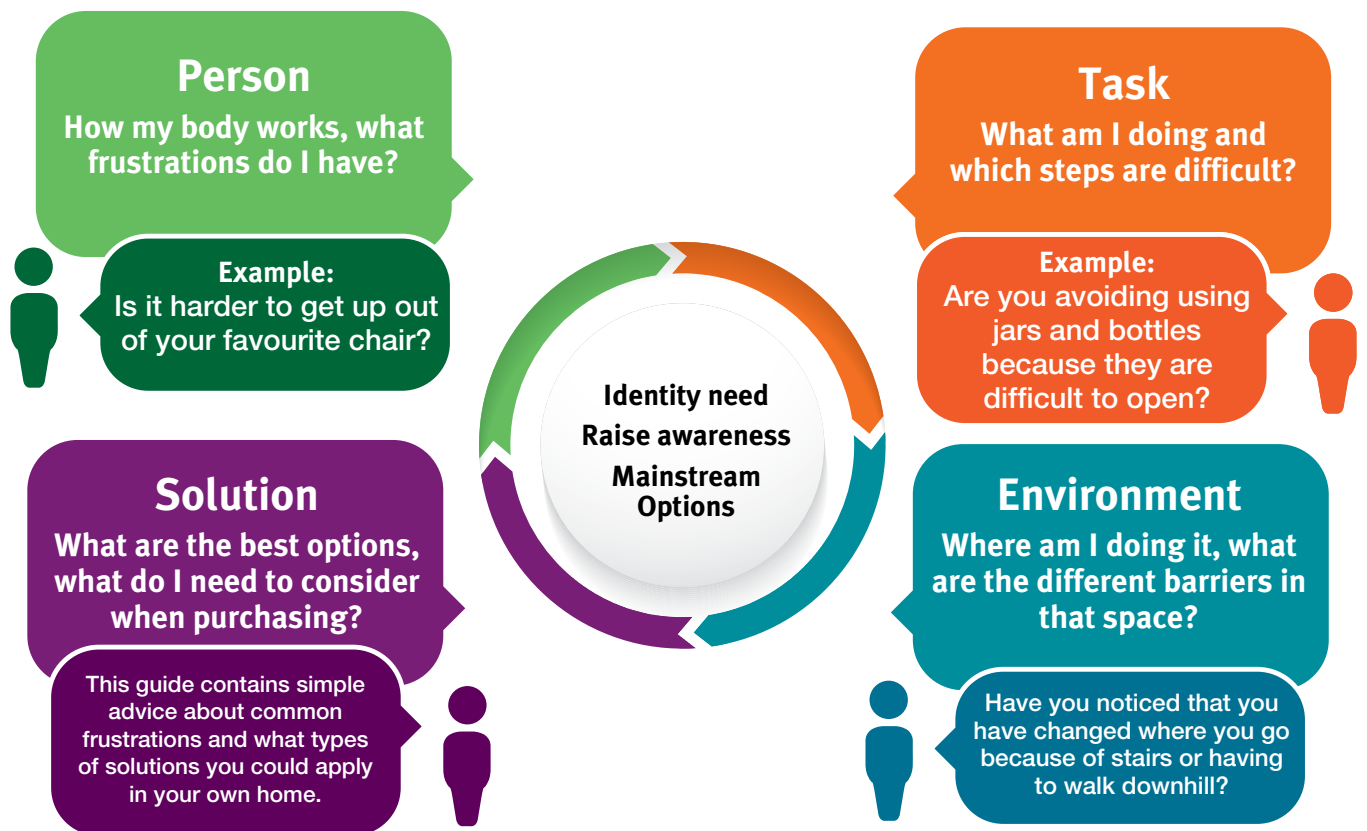 Person
How my body works, what
frustrations do I have?
Example:
Is it harder to get up out
of your favourite chair?
Task
What am I doing and
which steps are difficult?
Example:
Are you avoiding using
jars and bottles
because they are
difficult to open?
Identity need
Raise awareness
Mainstream
Options
Solution
What are the best options,
what do I need to consider
when purchasing?
This guide contains simple
advice about common
frustrations and what types
of solutions you could apply
in your own home.
Environment
Where am I doing it, what
are the different barriers in
that space?
Have you noticed that you
have changed where you go
because of stairs or having
to walk downhill?